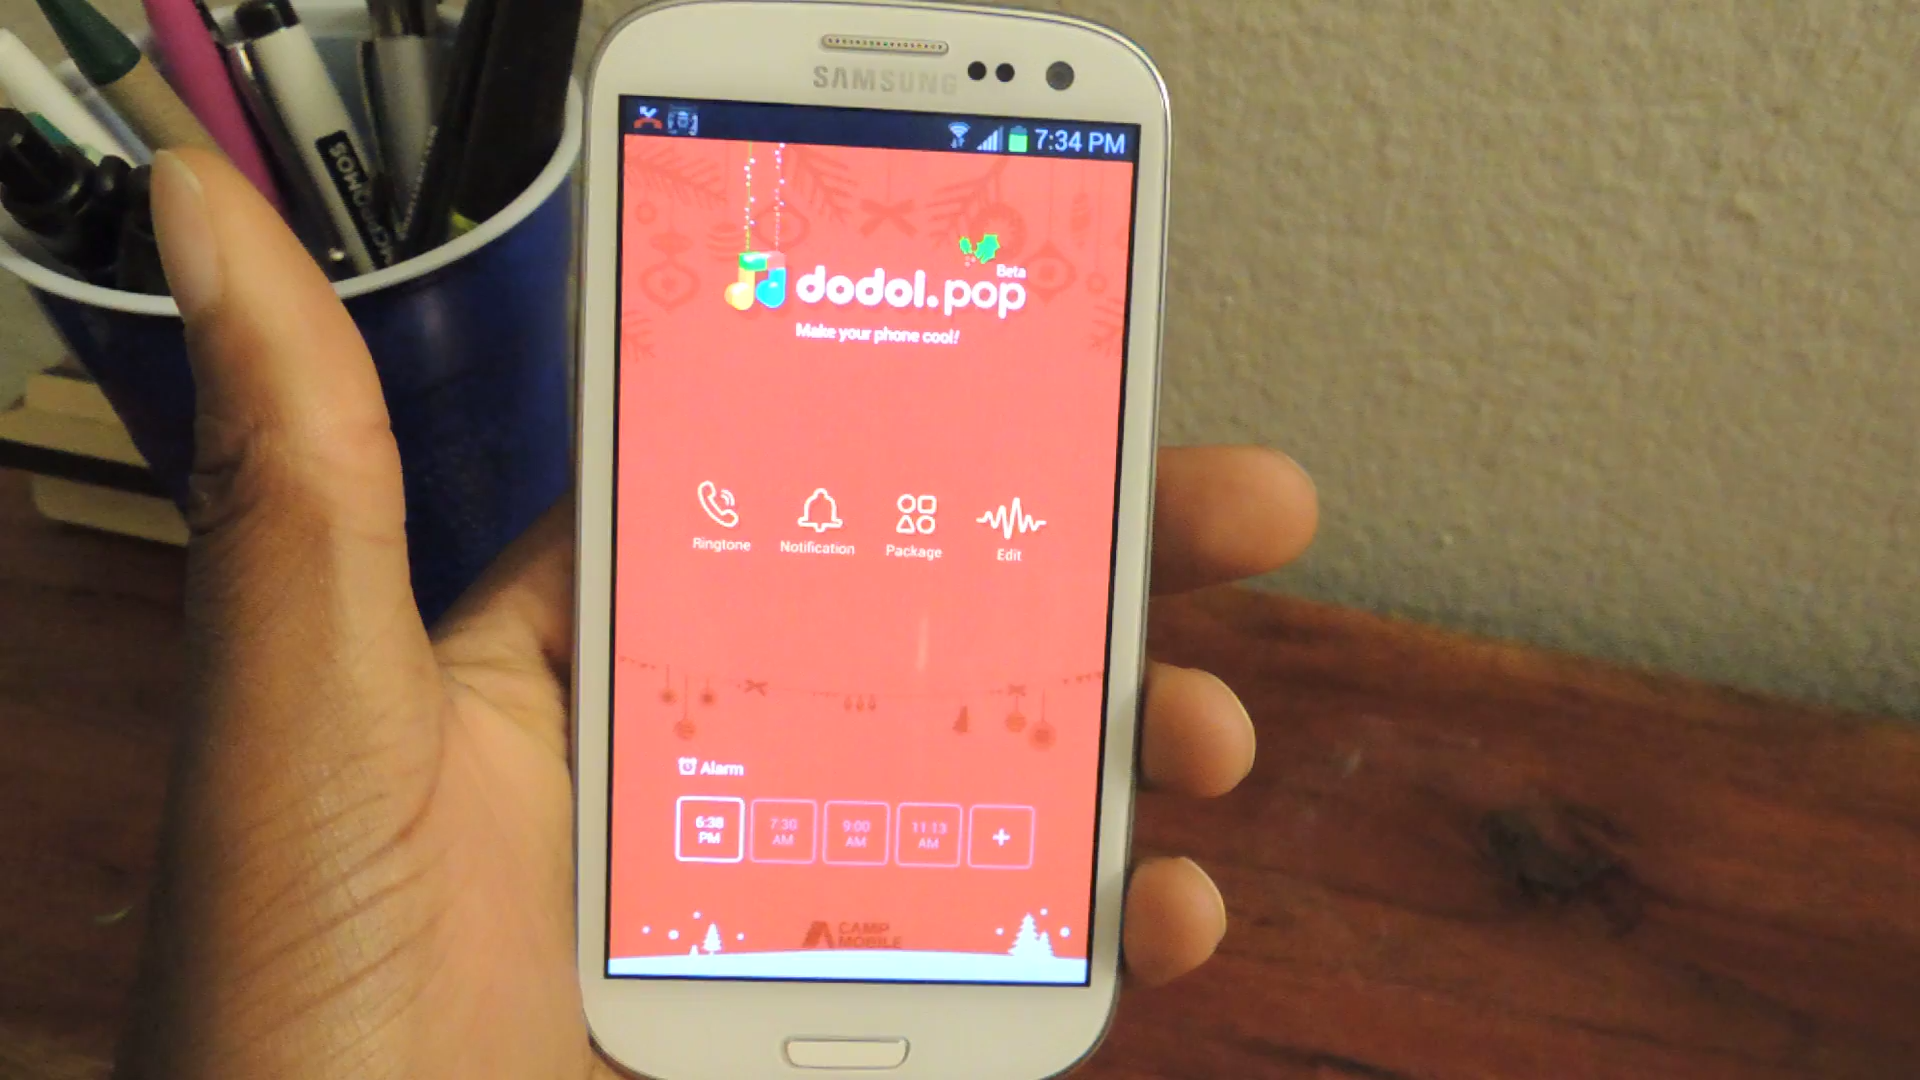 SAMSUNG
7:34 PM
Beta
dodol.pop
Make your phone cool!
Ringtone
Notification
Package
Edit
Alarm
6:38 PM
7:30 AM
9:00 AM
11:13 AM
+
CAMP
MOBILE